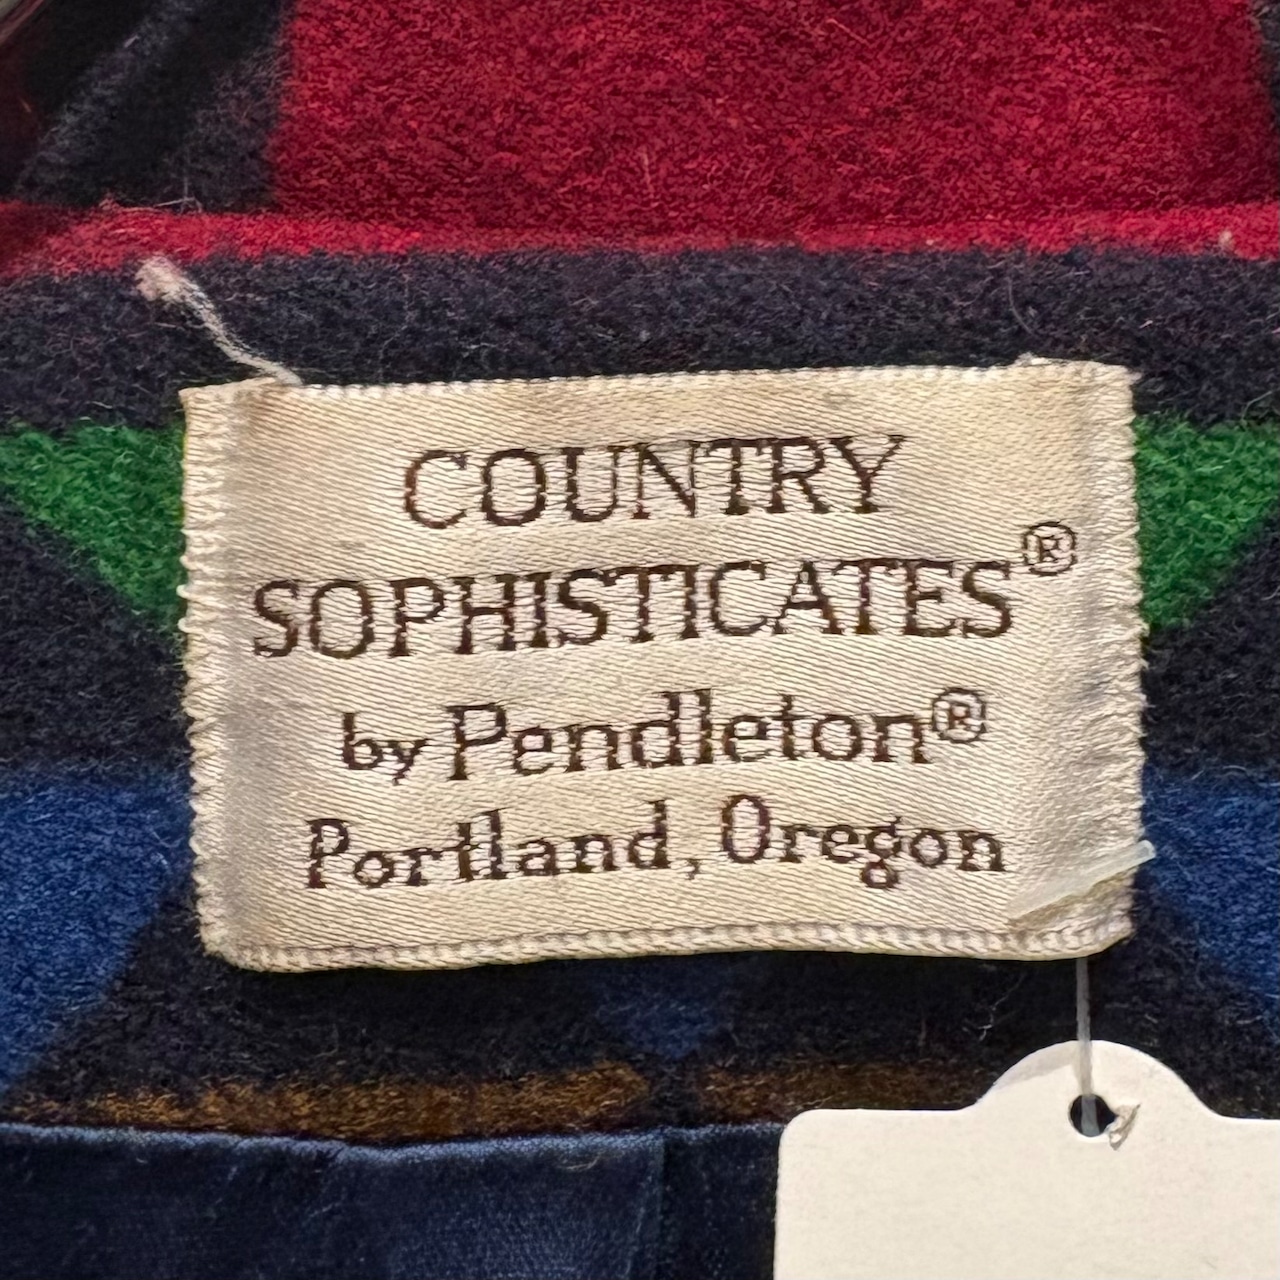 COUNTRY
SOPHISTICATES®
by Pendleton®
Portland, Oregon